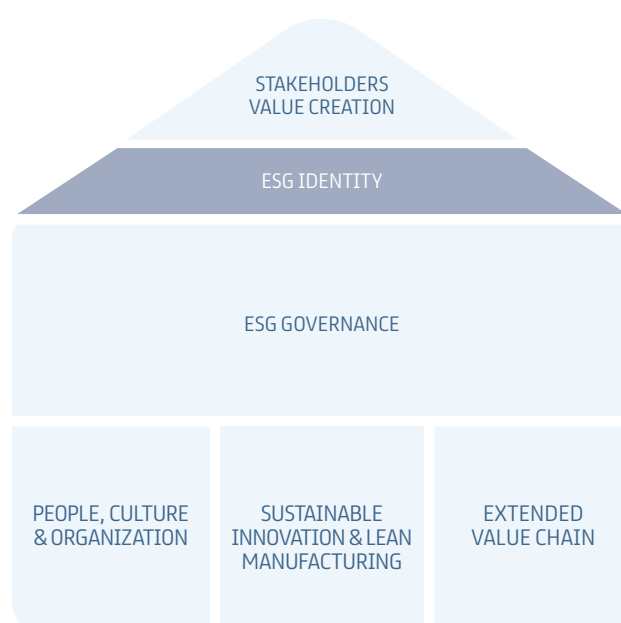 STAKEHOLDERS
VALUE CREATION
ESG IDENTITY
ESG GOVERNANCE
PEOPLE, CULTURE
& ORGANIZATION
SUSTAINABLE
INNOVATION & LEAN
MANUFACTURING
EXTENDED
VALUE CHAIN